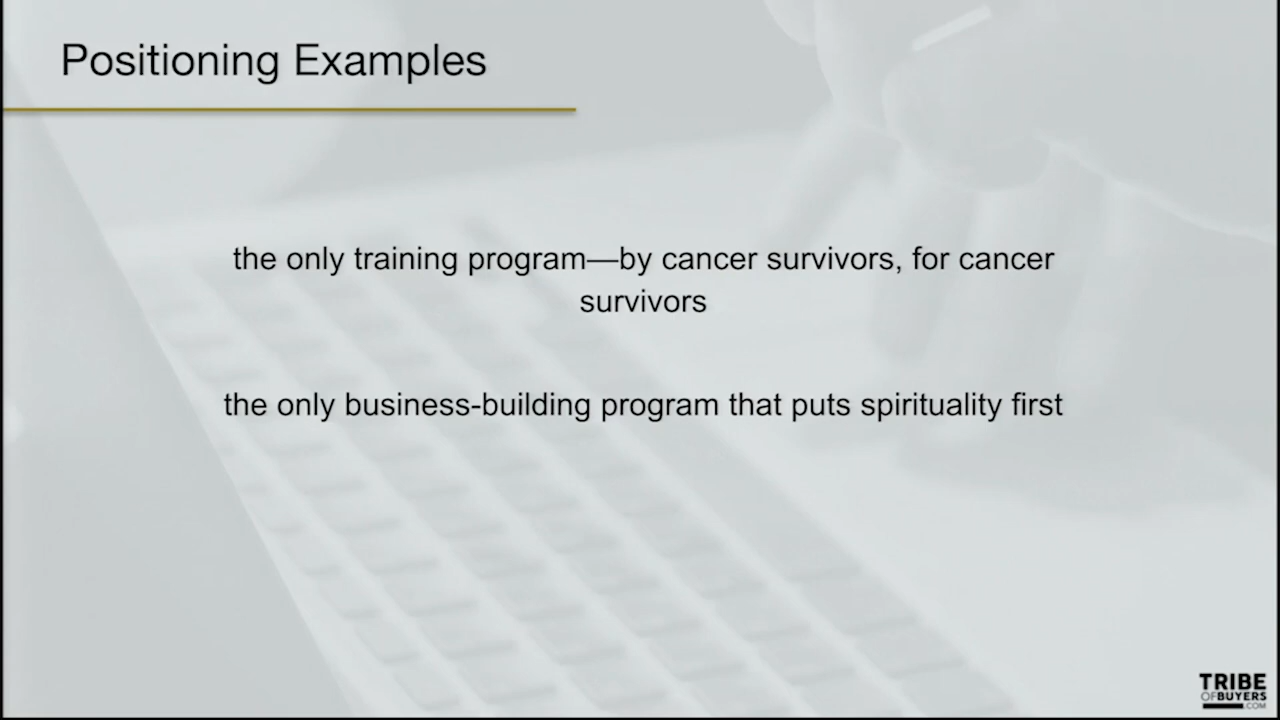 Positioning Examples
the only training program—by cancer survivors, for cancer
survivors
the only business-building program that puts spirituality first
TRIBE
OFBUYERS
.COM